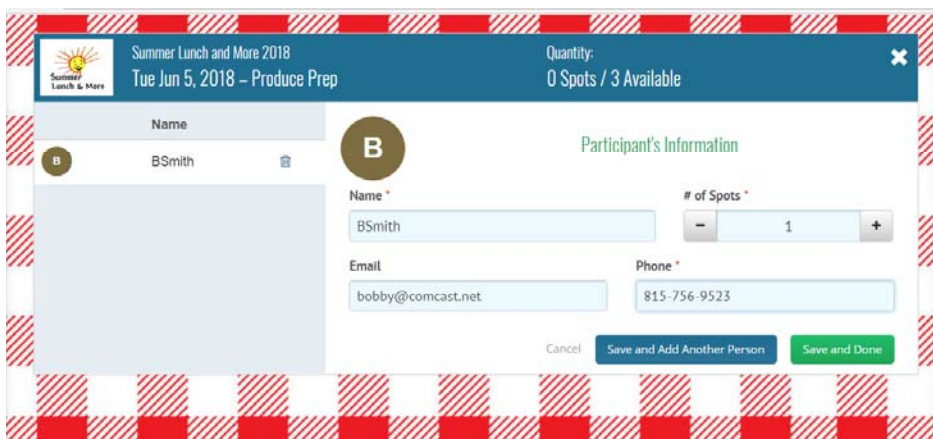 Summer
Lunch & More
Summer Lunch and More 2018
Tue Jun 5, 2018 – Produce Prep
Quantity:
0 Spots / 3 Available
Name
B
BSmith
B
Participant's Information
Name *
# of Spots *
BSmith
1
Email
Phone *
bobby@comcast.net
815-756-9523
Cancel
Save and Add Another Person
Save and Done